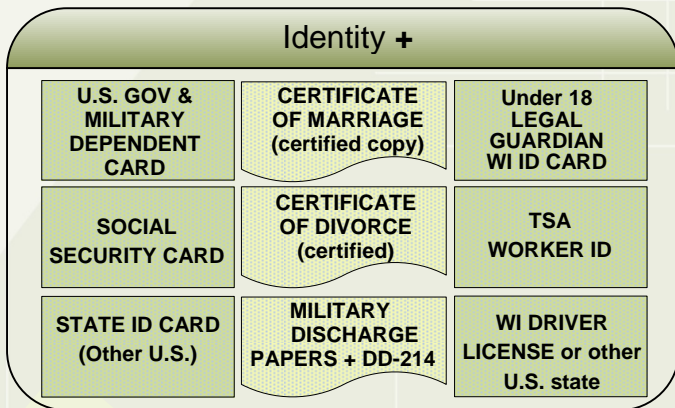 Identity +
U.S. GOV &
MILITARY
DEPENDENT
CARD
CERTIFICATE
OF MARRIAGE
(certified copy)
Under 18
LEGAL
GUARDIAN
WI ID CARD
SOCIAL
SECURITY CARD
CERTIFICATE
OF DIVORCE
(certified)
TSA
WORKER ID
STATE ID CARD
(Other U.S.)
MILITARY
DISCHARGE
PAPERS + DD-214
WI DRIVER
LICENSE or other
U.S. state